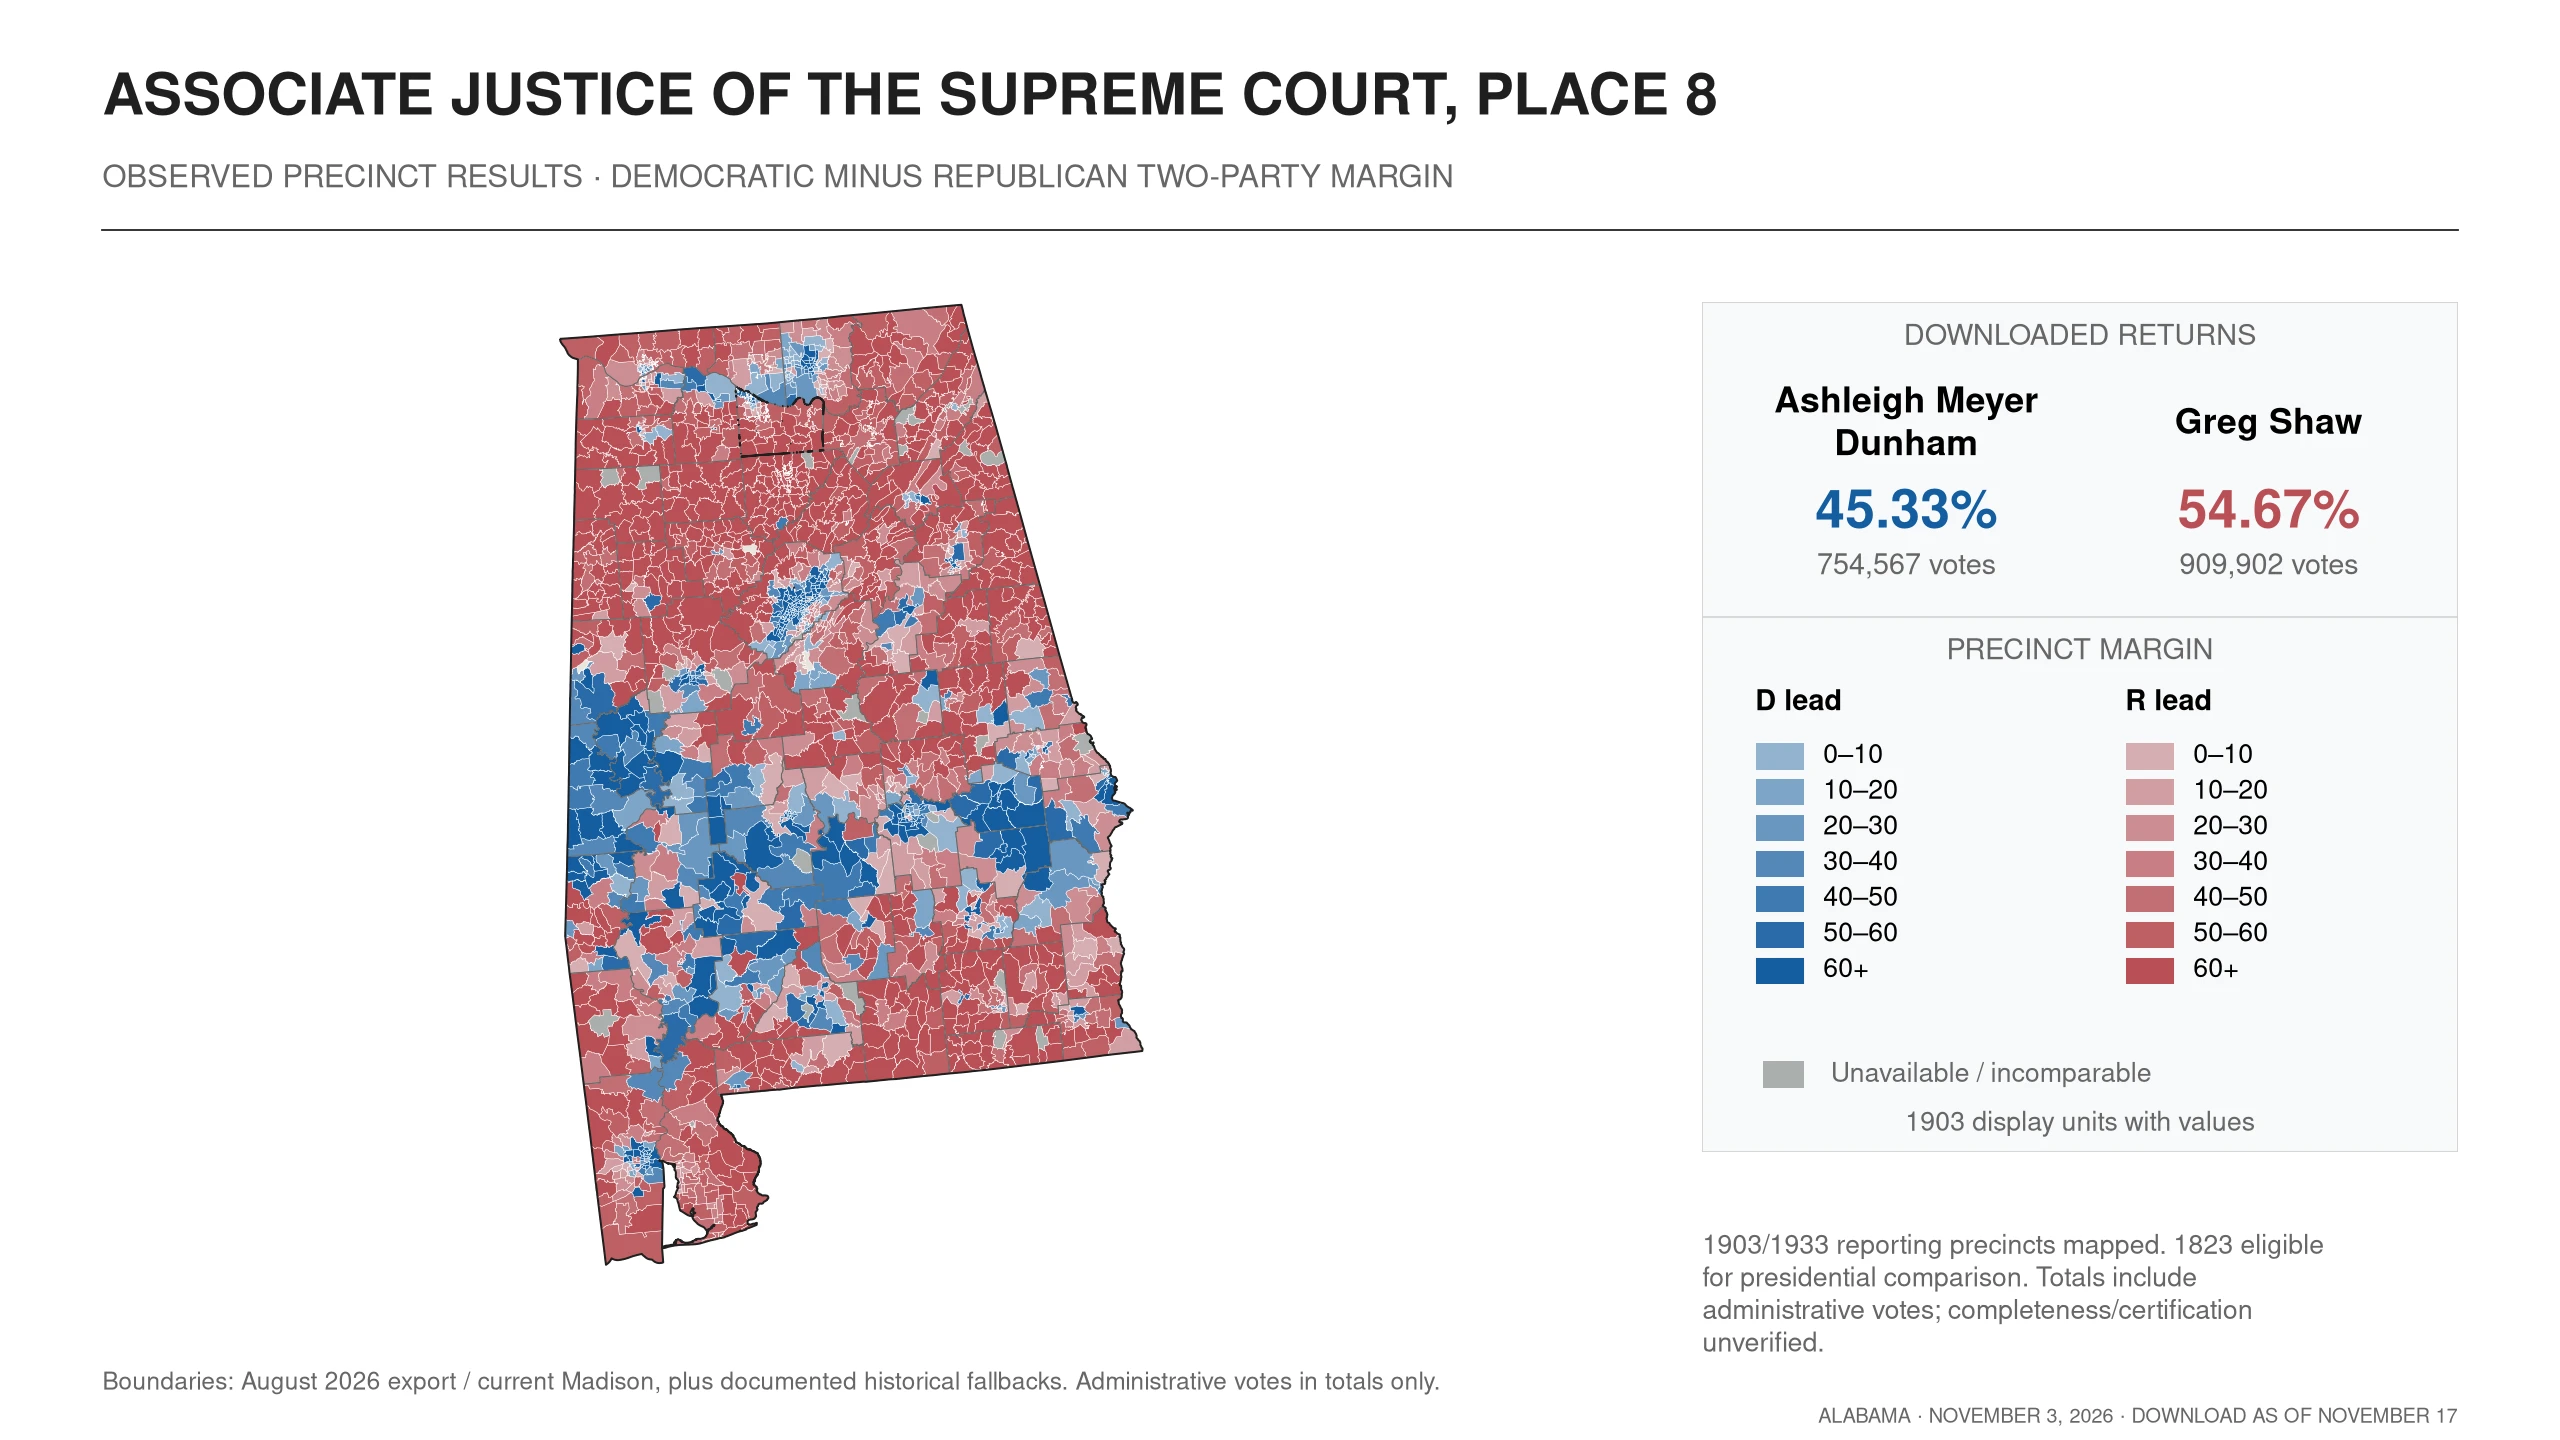 ASSOCIATE JUSTICE OF THE SUPREME COURT, PLACE 8
OBSERVED PRECINCT RESULTS · DEMOCRATIC MINUS REPUBLICAN TWO-PARTY MARGIN
DOWNLOADED RETURNS
Ashleigh Meyer
Dunham
45.33%
754,567 votes
Greg Shaw
54.67%
909,902 votes
PRECINCT MARGIN
D lead
0–10
10–20
20–30
30–40
40–50
50–60
60+
R lead
0–10
10–20
20–30
30–40
40–50
50–60
60+
Unavailable / incomparable
1903 display units with values
1903/1933 reporting precincts mapped. 1823 eligible
for presidential comparison. Totals include
administrative votes; completeness/certification
unverified.
Boundaries: August 2026 export / current Madison, plus documented historical fallbacks. Administrative votes in totals only.
ALABAMA · NOVEMBER 3, 2026 · DOWNLOAD AS OF NOVEMBER 17